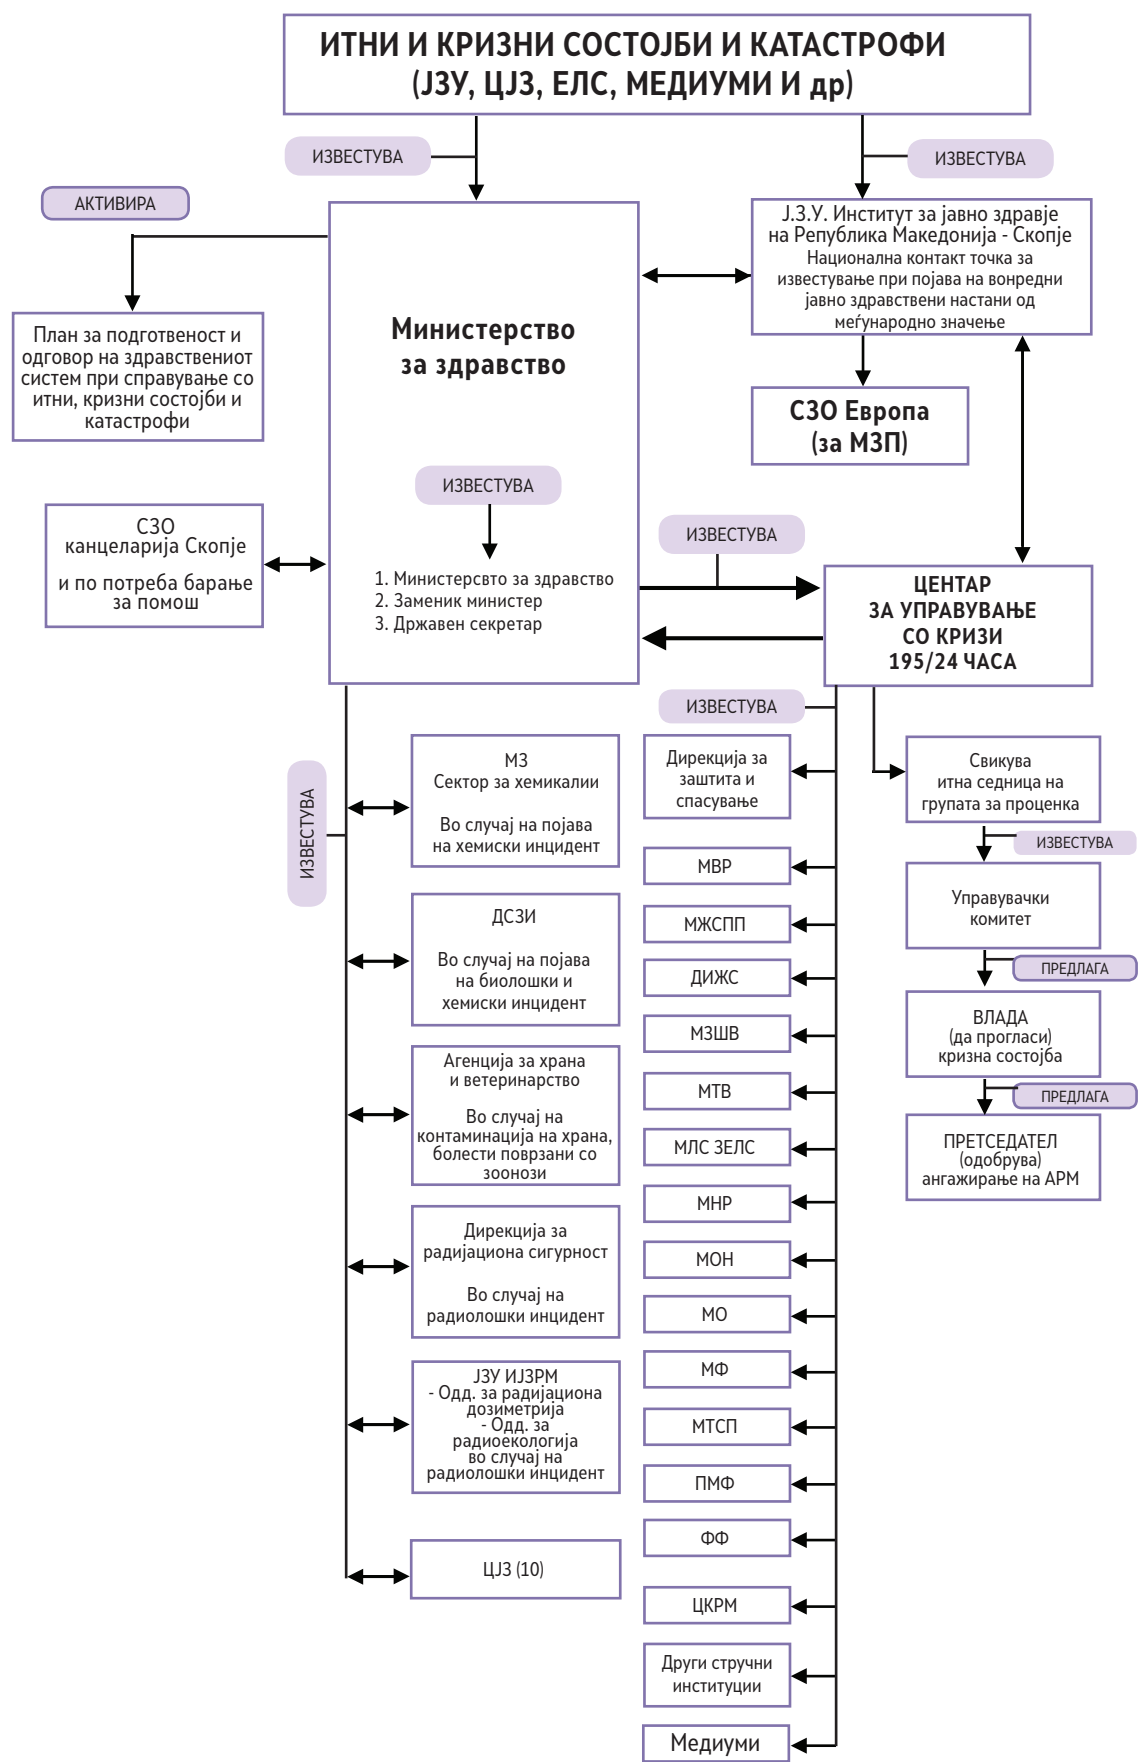 ИТНИ И КРИЗНИ СОСТОЈБИ И КАТАСТРОФИ
(ЈЗУ, ЦЈЗ, ЕЛС, МЕДИУМИ И др)
ИЗВЕСТУВА
ИЗВЕСТУВА
АКТИВИРА
Ј.З.У. Институт за јавно здравје
на Република Македонија - Скопје
Национална контакт точка за
известување при појава на вонредни
јавно здравствени настани од
меѓународно значење
Министерство
за здравство
План за подготвеност и
одговор на здравствениот
систем при справување со
итни, кризни состојби и
катастрофи
СЗО Европа
(за МЗП)
ИЗВЕСТУВА
СЗО
канцеларија Скопје
и по потреба барање
за помош
1. Министерсвто за здравство
2. Заменик министер
3. Државен секретар
ИЗВЕСТУВА
ЦЕНТАР
ЗА УПРАВУВАЊЕ
СО КРИЗИ
195/24 ЧАСА
ИЗВЕСТУВА
ИЗВЕСТУВА
МЗ
Сектор за хемикалии
Во случај на појава
на хемиски инцидент
ДСЗИ
Во случај на појава
на биолошки и
хемиски инцидент
Агенција за храна
и ветеринарство
Во случај на
контаминација на храна,
болести поврзани со
зоонози
Дирекција за
радијациона сигурност
Во случај на
радиолошки инцидент
ЈЗУ ИЈЗРМ
- Одд. за радијациона
дозиметрија
- Одд. за
радиоекологија
во случај на
радиолошки инцидент
ЦЈЗ (10)
Дирекција за
заштита и
спасување
МВР
МЖСПП
ДИЖС
МЗШВ
МТВ
МЛС ЗЕЛС
МНР
МОН
МО
МФ
МТСП
ПМФ
ФФ
ЦКРМ
Други стручни
институции
Медиуми
Свикува
итна седница на
групата за проценка
ИЗВЕСТУВА
Управувачки
комитет
ПРЕДЛАГА
ВЛАДА
(да прогласи)
кризна состојба
ПРЕДЛАГА
ПРЕТСЕДАТЕЛ
(одобрува)
ангажирање на АРМ